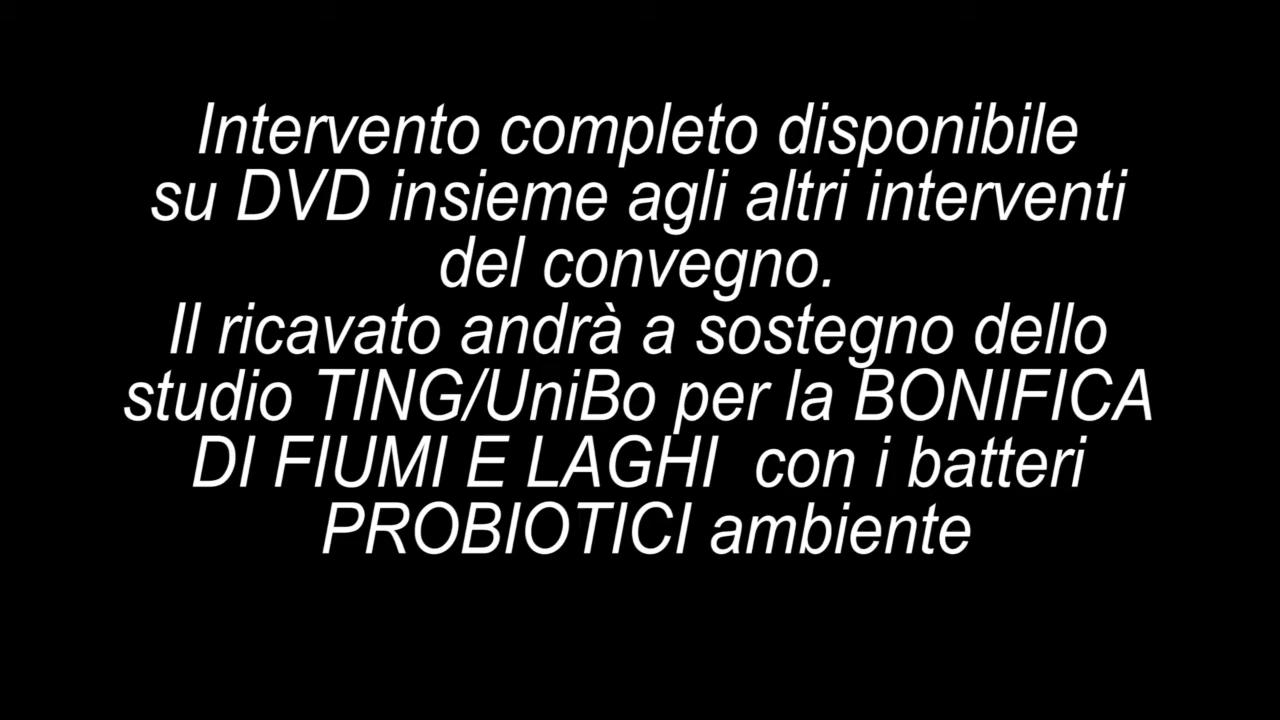 Intervento completo disponibile
su DVD insieme agli altri interventi
del convegno.
Il ricavato andrà a sostegno dello
studio TING/UniBo per la BONIFICA
DI FIUMI E LAGHI  con i batteri
PROBIOTICI ambiente